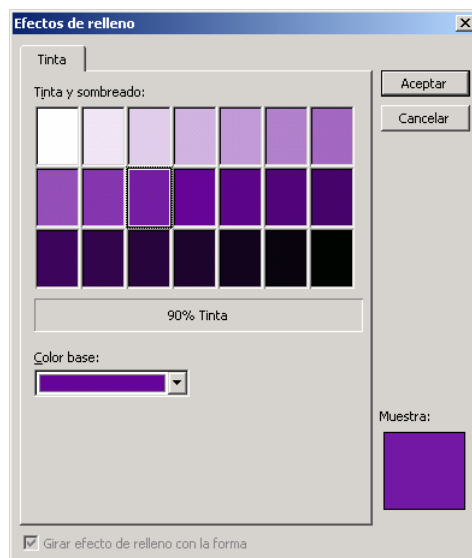 Efectos de relleno
Tinta
Aceptar
Tinta y sombreado:
Cancelar
90% Tinta
Color base:
Muestra:
Girar efecto de relleno con la forma